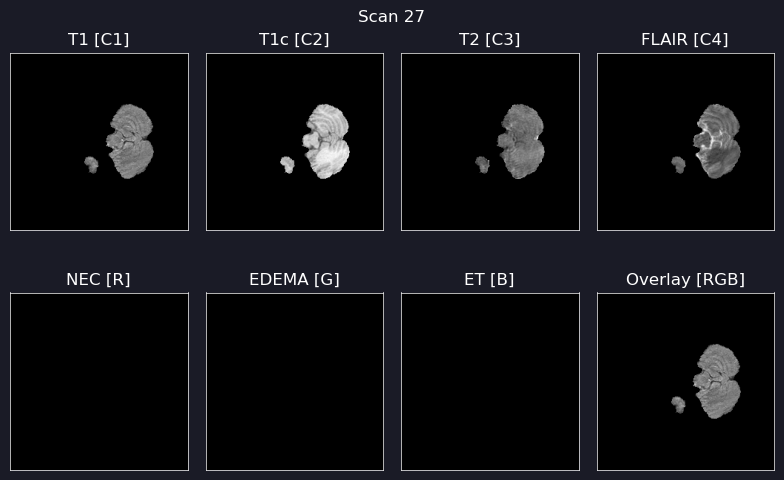 Scan 27
T1 [C1]
T1c [C2]
T2 [C3]
FLAIR [C4]
NEC [R]
EDEMA [G]
ET [B]
Overlay [RGB]